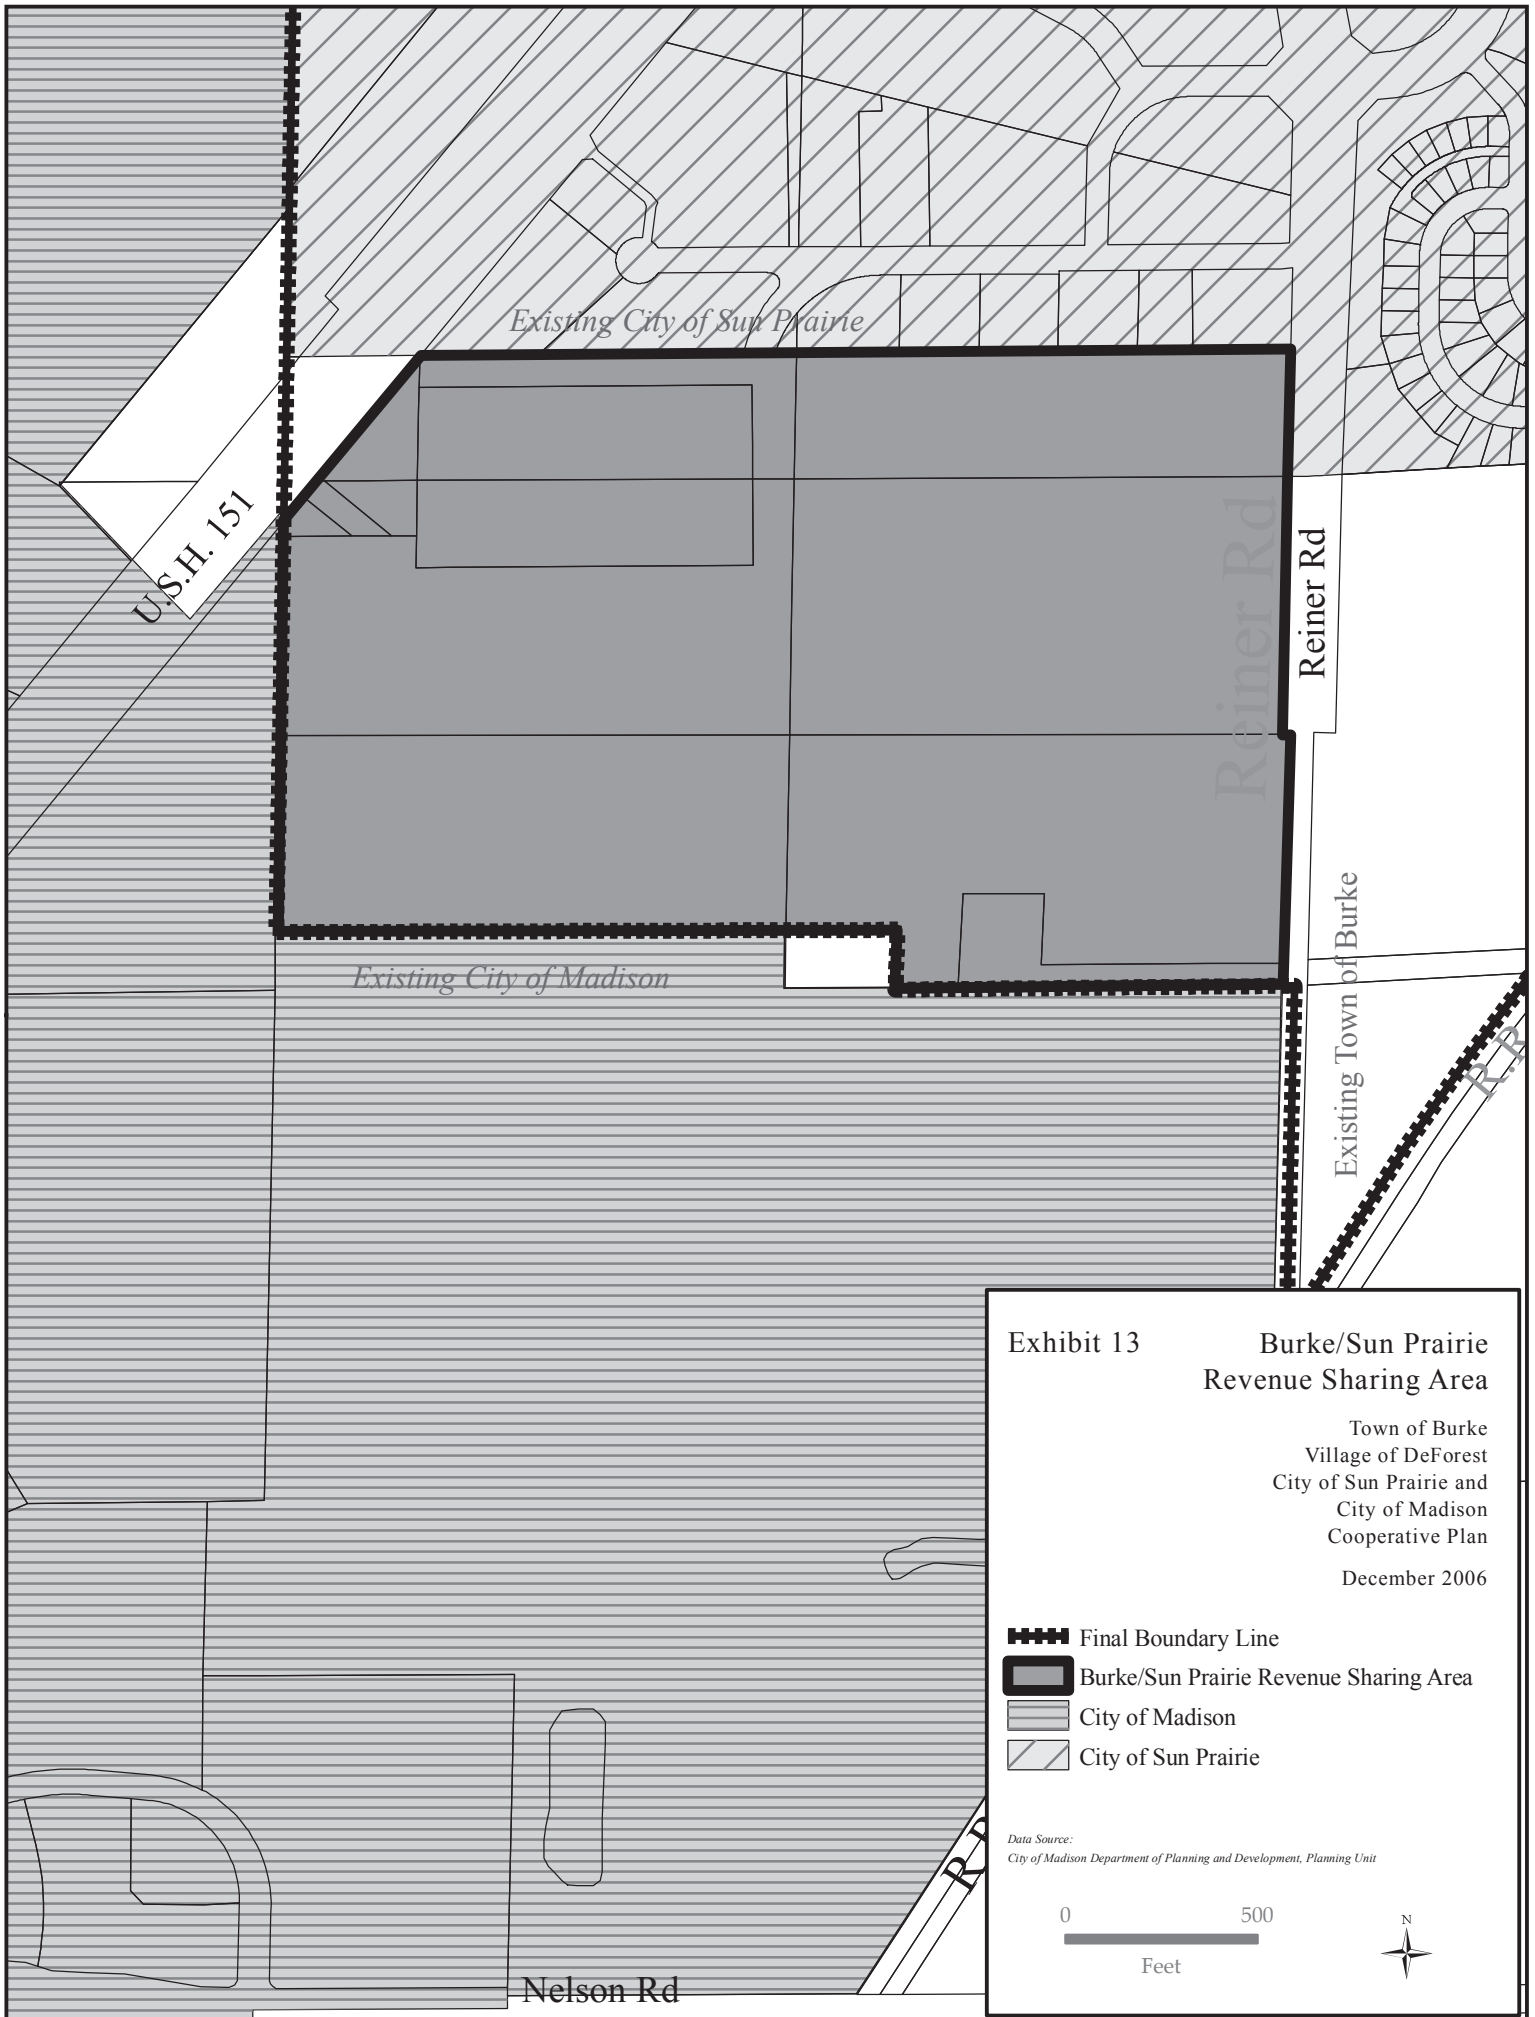 Existing City of Sun Prairie
U.S.H. 151
Reiner Rd
Reiner Rd
Existing City of Madison
Existing Town of Burke
R.R
Exhibit 13
Burke/Sun Prairie
Revenue Sharing Area
Town of Burke
Village of DeForest
City of Sun Prairie and
City of Madison
Cooperative Plan
December 2006
Final Boundary Line
Burke/Sun Prairie Revenue Sharing Area
City of Madison
City of Sun Prairie
Data Source:
City of Madison Department of Planning and Development, Planning Unit
0 500
Feet
N
R.R
Nelson Rd